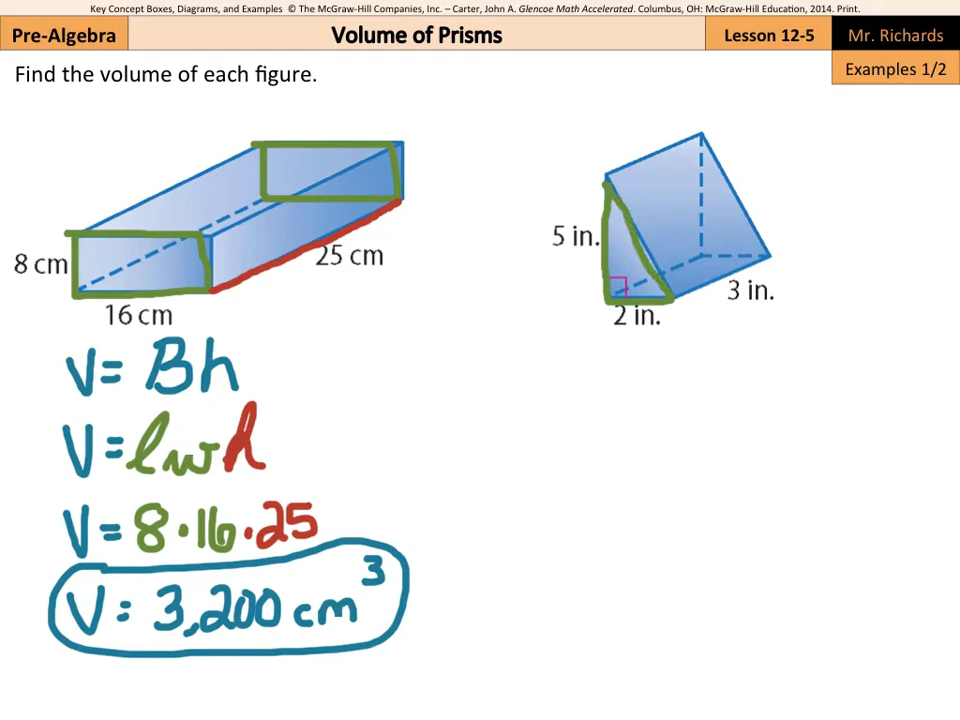 Key Concept Boxes, Diagrams, and Examples © The McGraw-Hill Companies, Inc. – Carter, John A. Glencoe Math Accelerated. Columbus, OH: McGraw-Hill Education, 2014. Print.
Pre-Algebra
Volume of Prisms
Lesson 12-5
Mr. Richards
Examples 1/2
Find the volume of each figure.
8 cm
16 cm
25 cm
5 in.
2 in.
3 in.
V = Bh
V = lwh
V = 8·16·25
V = 3,200 cm³